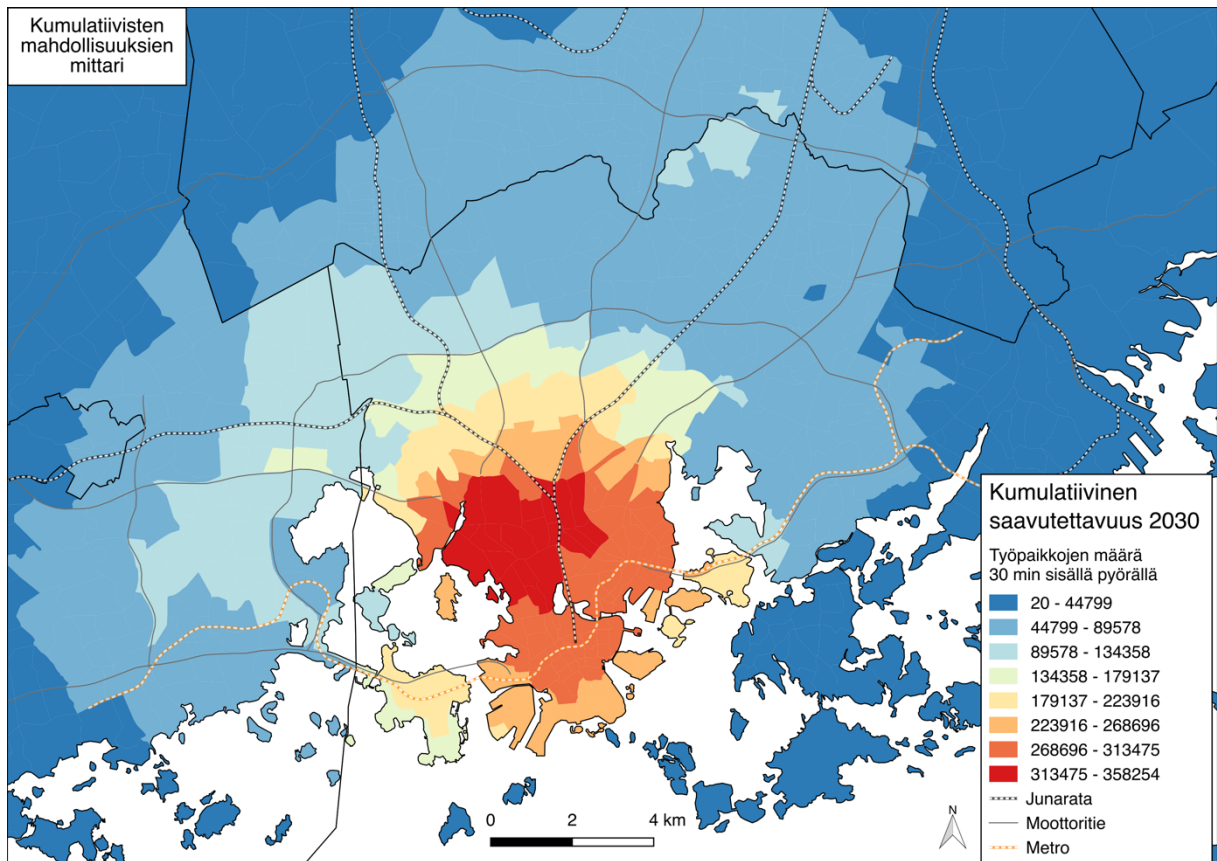 Kumulatiivisten
mahdollisuuksien
mittari
Kumulatiivinen
saavutettavuus 2030
Työpaikkojen määrä
30 min sisällä pyörällä
20 - 44799
44799 - 89578
89578 - 134358
134358 - 179137
179137 - 223916
223916 - 268696
268696 - 313475
313475 - 358254
Junarata
Moottoritie
Metro
0 2 4 km
N